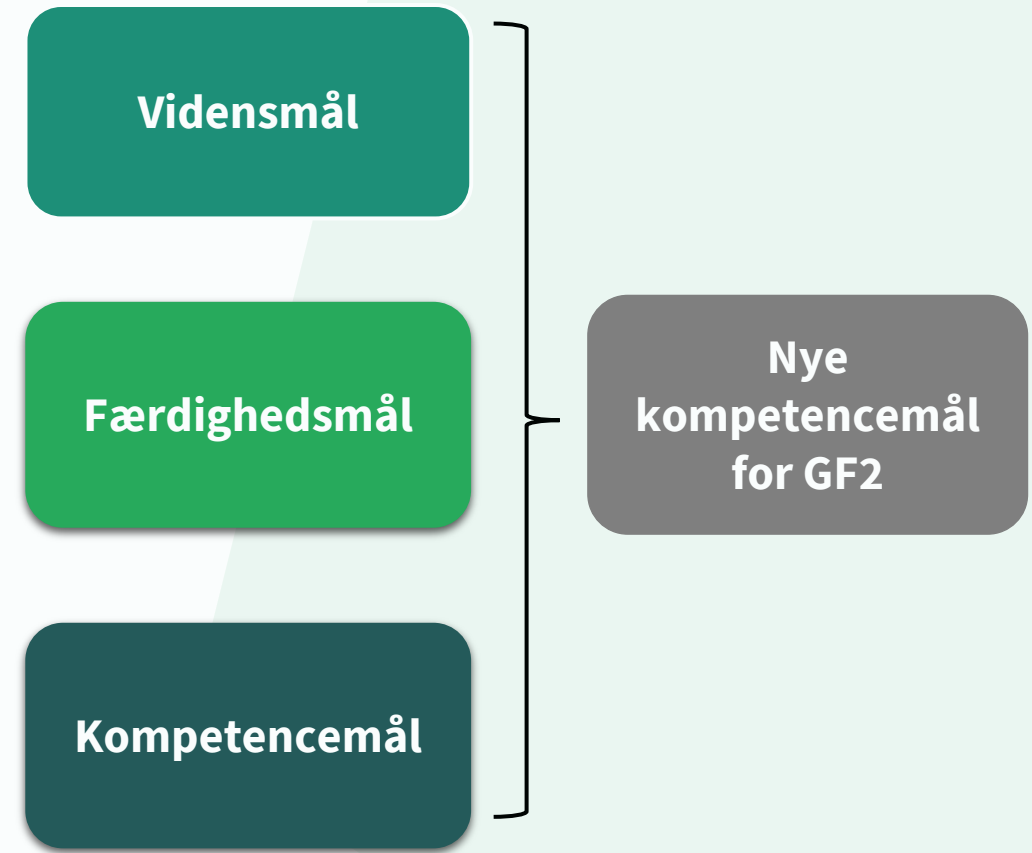 Vidensmål
Færdighedsmål
Nye
kompetencemål
for GF2
Kompetencemål